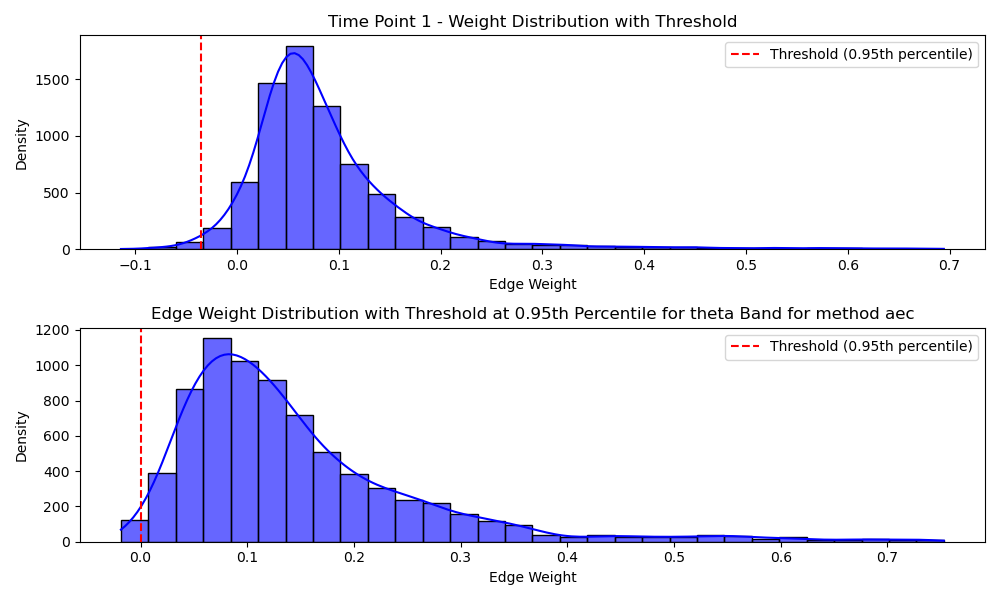 Time Point 1 - Weight Distribution with Threshold
Threshold (0.95th percentile)
Density
1500
1000
500
0
−0.1 0.0 0.1 0.2 0.3 0.4 0.5 0.6 0.7
Edge Weight
Edge Weight Distribution with Threshold at 0.95th Percentile for theta Band for method aec
Threshold (0.95th percentile)
Density
1200
1000
800
600
400
200
0
0.0 0.1 0.2 0.3 0.4 0.5 0.6 0.7
Edge Weight